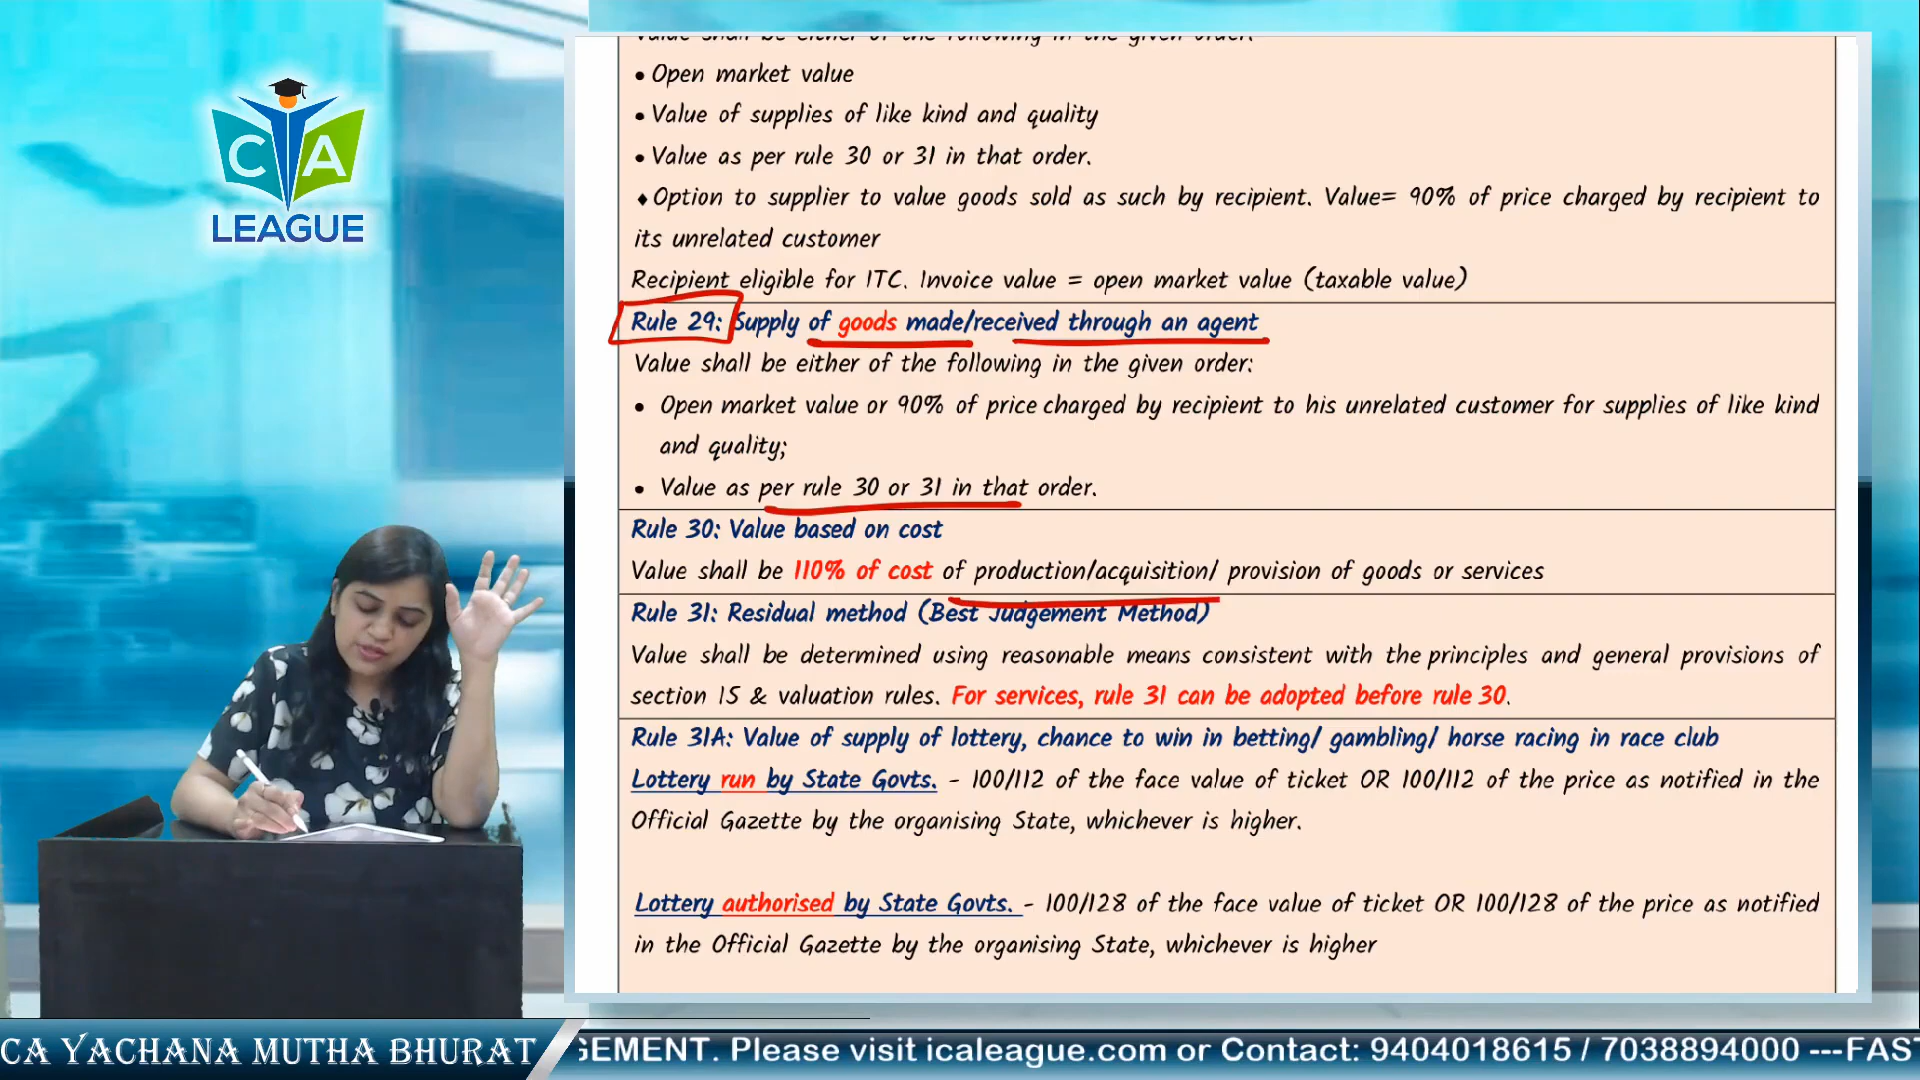 CA
LEAGUE
Value shall be either of the following in the given order:
• Open market value
• Value of supplies of like kind and quality
• Value as per rule 30 or 31 in that order.
♦ Option to supplier to value goods sold as such by recipient. Value= 90% of price charged by recipient to
its unrelated customer
Recipient eligible for ITC. Invoice value = open market value (taxable value)
Rule 29: Supply of goods made/received through an agent
Value shall be either of the following in the given order:
• Open market value or 90% of price charged by recipient to his unrelated customer for supplies of like kind
and quality;
• Value as per rule 30 or 31 in that order.
Rule 30: Value based on cost
Value shall be 110% of cost of production/acquisition/ provision of goods or services
Rule 31: Residual method (Best Judgement Method)
Value shall be determined using reasonable means consistent with the principles and general provisions of
section 15 & valuation rules. For services, rule 31 can be adopted before rule 30.
Rule 31A: Value of supply of lottery, chance to win in betting/ gambling/ horse racing in race club
Lottery run by State Govts. - 100/112 of the face value of ticket OR 100/112 of the price as notified in the
Official Gazette by the organising State, whichever is higher.
Lottery authorised by State Govts. - 100/128 of the face value of ticket OR 100/128 of the price as notified
in the Official Gazette by the organising State, whichever is higher
CA YACHANA MUTHA BHURAT
GEMENT. Please visit icaleague.com or Contact: 9404018615 / 7038894000 ---FAST